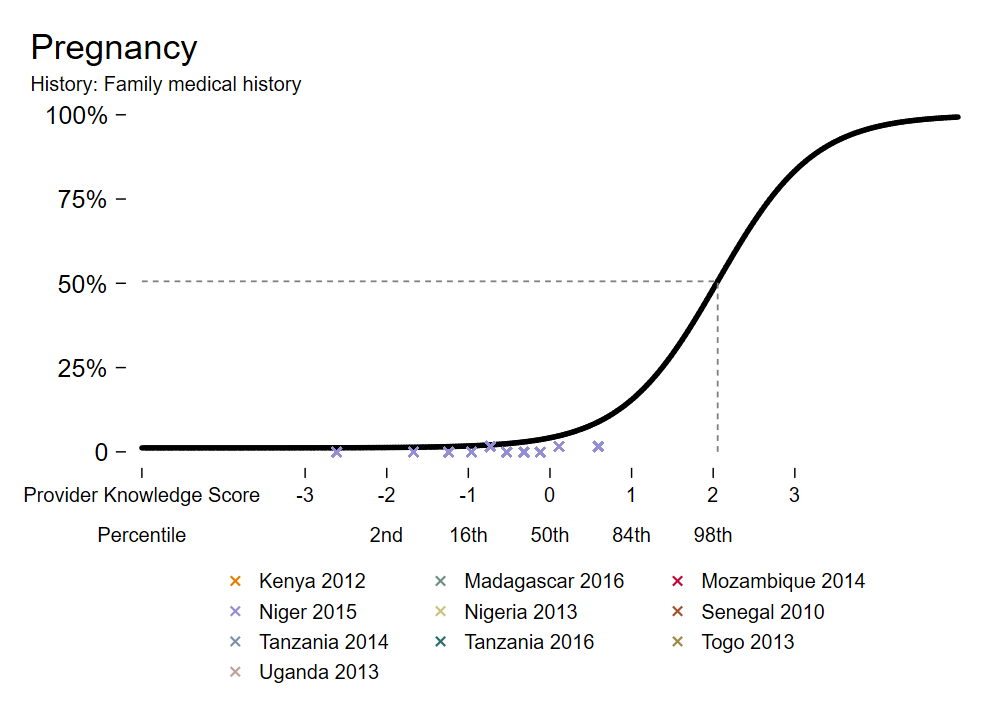 Pregnancy
History: Family medical history
100%
75%
50%
25%
0
Provider Knowledge Score -3 -2 -1 0 1 2 3
Percentile 2nd 16th 50th 84th 98th
Kenya 2012 Madagascar 2016 Mozambique 2014
Niger 2015 Nigeria 2013 Senegal 2010
Tanzania 2014 Tanzania 2016 Togo 2013
Uganda 2013